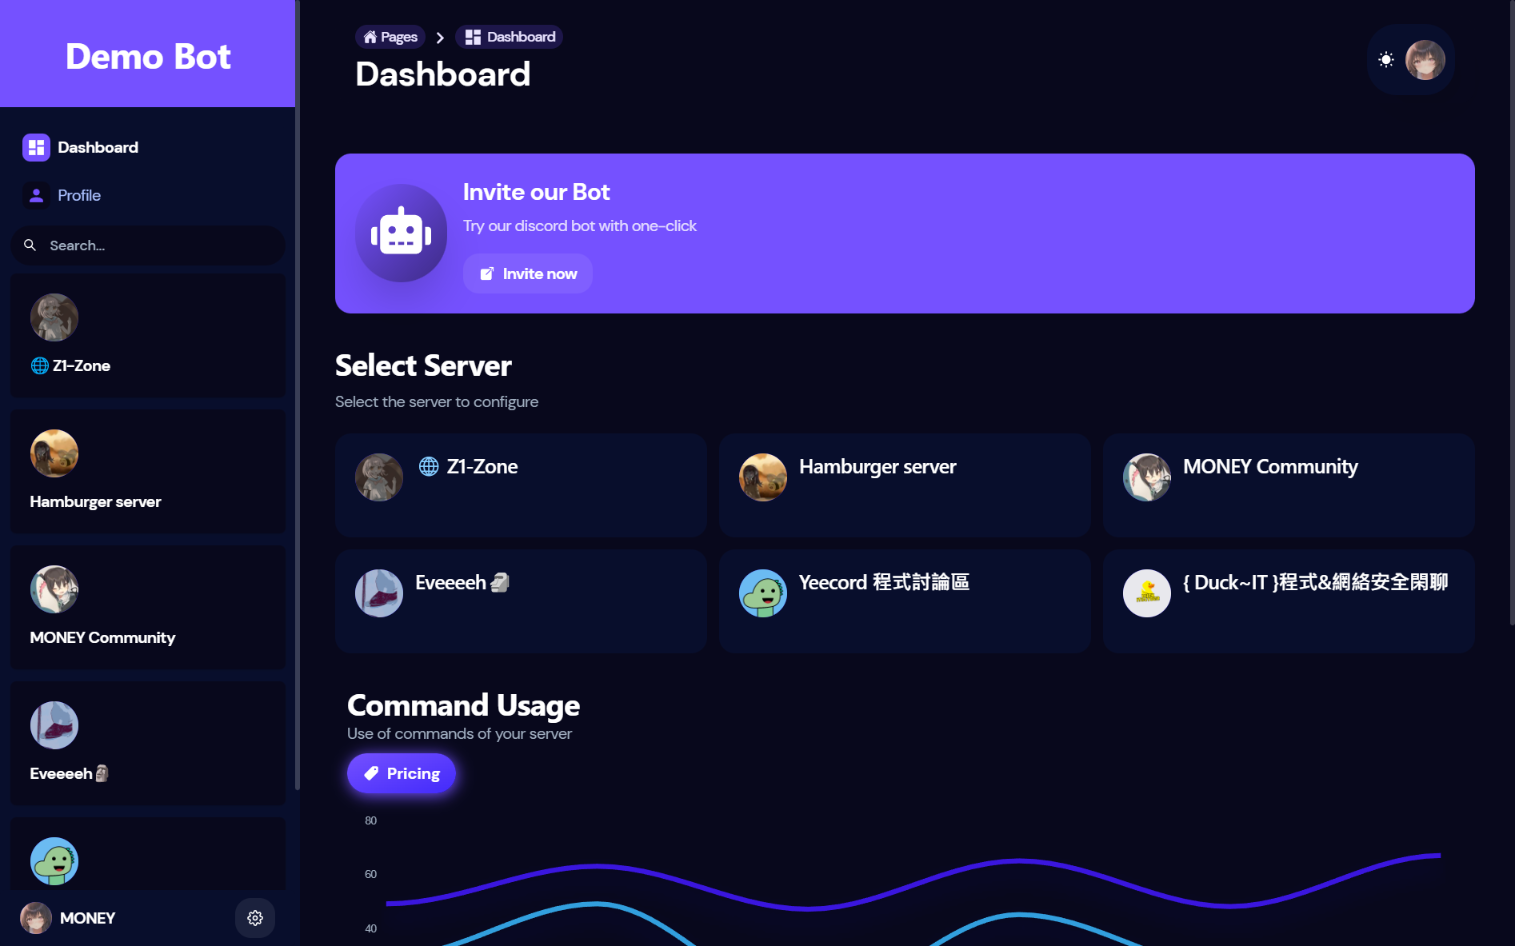 Demo Bot
Dashboard
Profile
Search...
🌐 Z1-Zone
Hamburger server
MONEY Community
Eveeeeh🗿
MONEY
Pages
Dashboard
Dashboard
Invite our Bot
Try our discord bot with one-click
Invite now
Select Server
Select the server to configure
🌐 Z1-Zone
Hamburger server
MONEY Community
Eveeeeh🗿
Yeecord 程式討論區
{ Duck~IT }程式&網絡安全閑聊
Command Usage
Use of commands of your server
Pricing
80
60
40